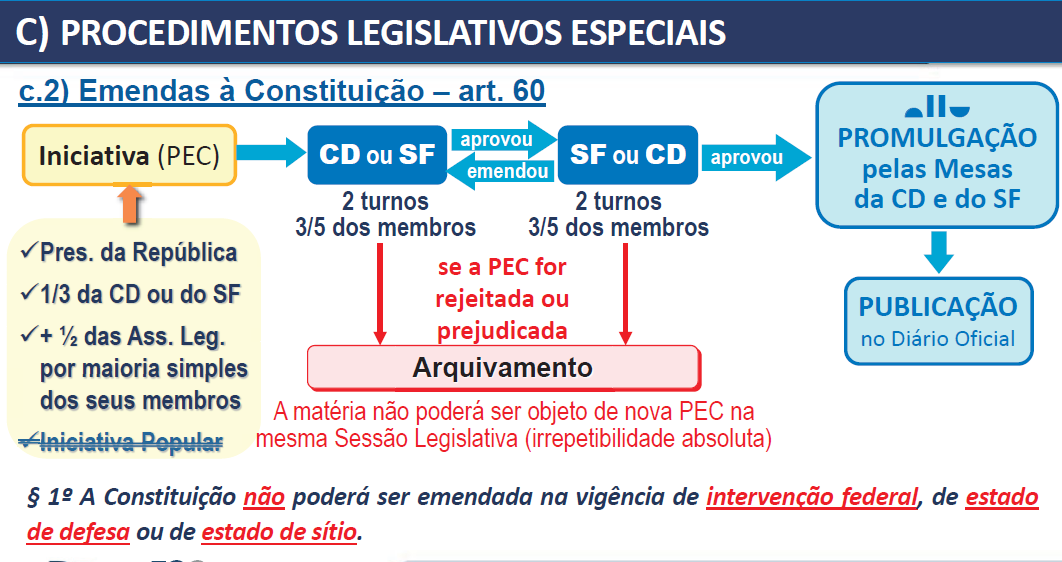 C) PROCEDIMENTOS LEGISLATIVOS ESPECIAIS
c.2) Emendas à Constituição – art. 60
Iniciativa (PEC)
CD ou SF
aprovou
emendou
SF ou CD
aprovou
PROMULGAÇÃO
pelas Mesas
da CD e do SF
2 turnos
3/5 dos membros
2 turnos
3/5 dos membros
✓Pres. da República
✓1/3 da CD ou do SF
✓+ ½ das Ass. Leg.
por maioria simples
dos seus membros
✓Iniciativa Popular
se a PEC for
rejeitada ou
prejudicada
Arquivamento
A matéria não poderá ser objeto de nova PEC na
mesma Sessão Legislativa (irrepetibilidade absoluta)
PUBLICAÇÃO
no Diário Oficial
§ 1º A Constituição não poderá ser emendada na vigência de intervenção federal, de estado
de defesa ou de estado de sítio.